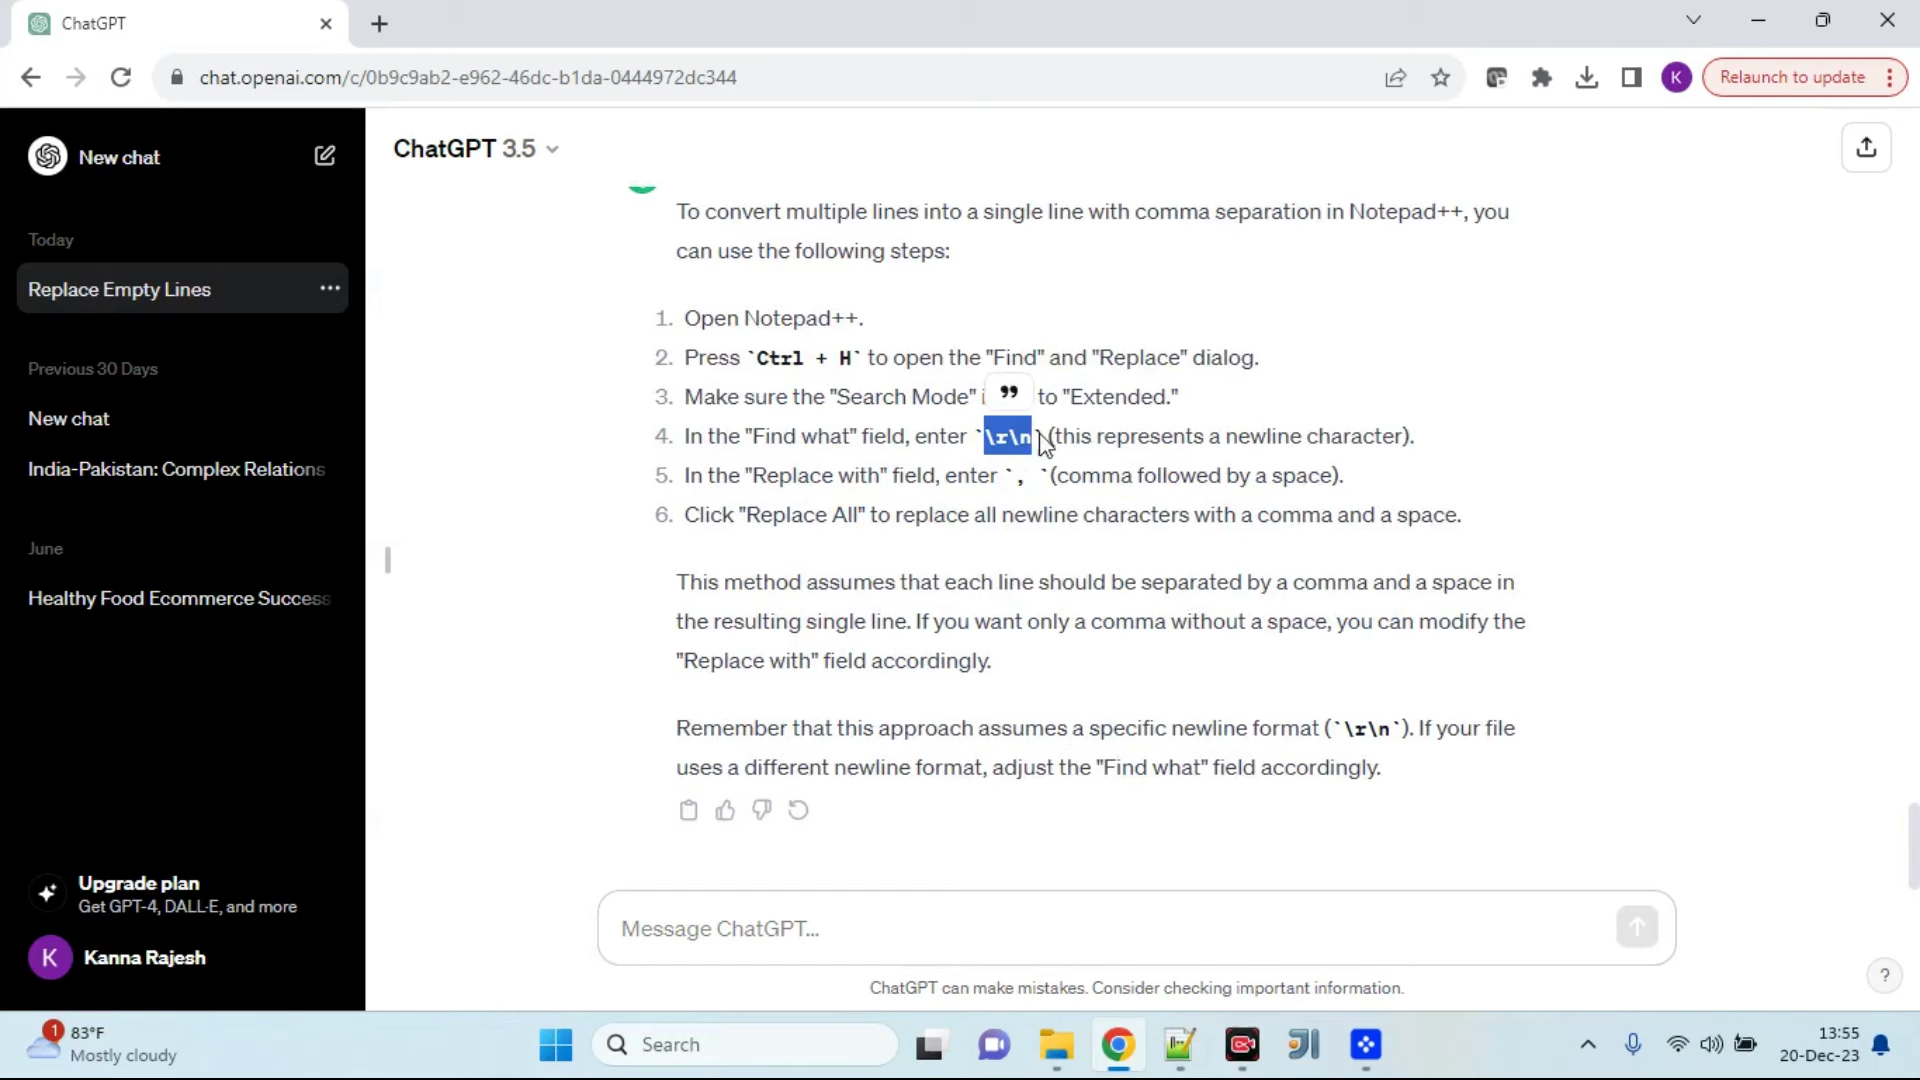 ChatGPT
chat.openai.com/c/0b9c9ab2-e962-46dc-b1da-0444972dc344
K
Relaunch to update
New chat
Today
Replace Empty Lines
Previous 30 Days
New chat
India-Pakistan: Complex Relations
June
Healthy Food Ecommerce Success
Upgrade plan
Get GPT-4, DALL·E, and more
K
Kanna Rajesh
ChatGPT 3.5
To convert multiple lines into a single line with comma separation in Notepad++, you
can use the following steps:
1. Open Notepad++.
2. Press `Ctrl + H` to open the "Find" and "Replace" dialog.
3. Make sure the "Search Mode" i to "Extended."
4. In the "Find what" field, enter `\r\n` (this represents a newline character).
5. In the "Replace with" field, enter `, ` (comma followed by a space).
6. Click "Replace All" to replace all newline characters with a comma and a space.
This method assumes that each line should be separated by a comma and a space in
the resulting single line. If you want only a comma without a space, you can modify the
"Replace with" field accordingly.
Remember that this approach assumes a specific newline format (`\r\n`). If your file
uses a different newline format, adjust the "Find what" field accordingly.
Message ChatGPT...
ChatGPT can make mistakes. Consider checking important information.
?
1
83°F
Mostly cloudy
Search
13:55
20-Dec-23